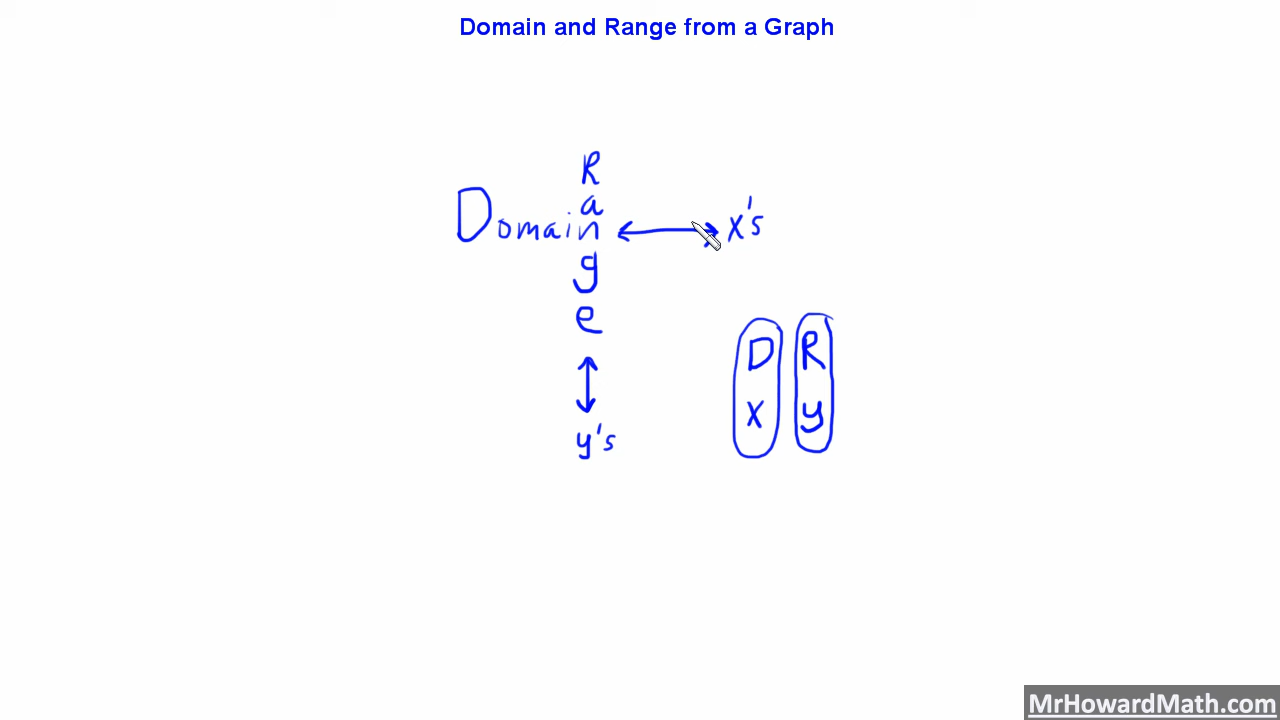 Domain and Range from a Graph
R
a
Domain x's
g
e
D R
x y
y's
MrHowardMath.com